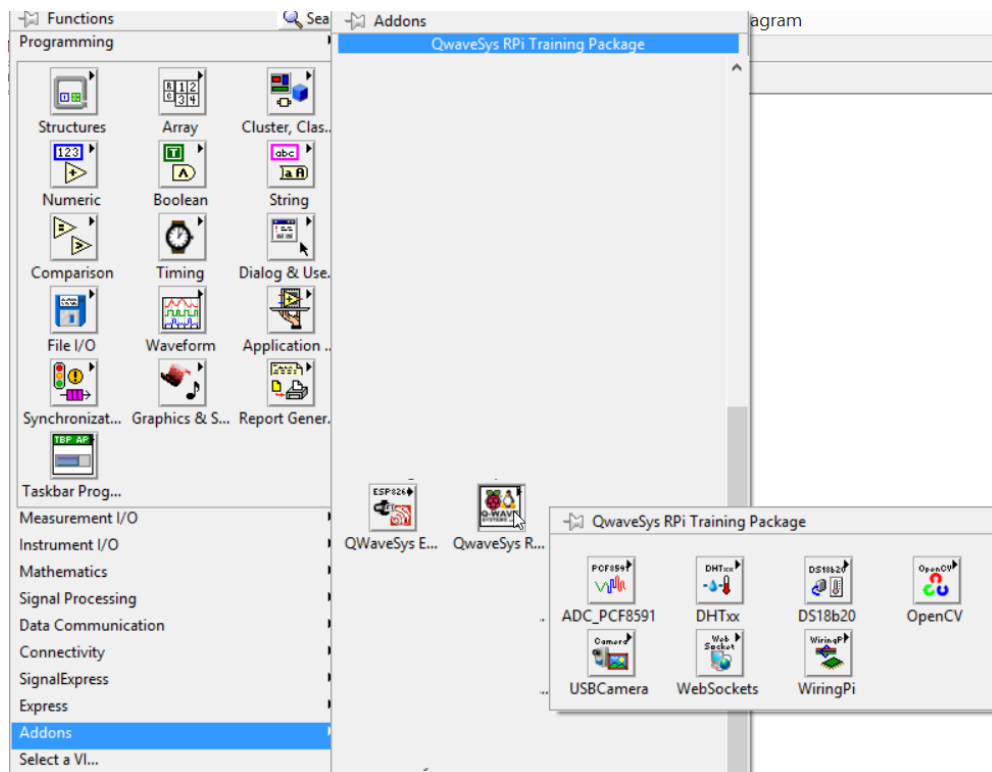 Functions
Sea
Programming
Structures
Array
Cluster, Clas..
Numeric
Boolean
String
Comparison
Timing
Dialog & Use.
File I/O
Waveform
Application ..
Synchronizat...
Graphics & S...
Report Gener.
TBP AP
Taskbar Prog...
Measurement I/O
Instrument I/O
Mathematics
Signal Processing
Data Communication
Connectivity
SignalExpress
Express
Addons
Select a VI...
Addons
QwaveSys RPi Training Package
ESP826
Q-WAVE
SYSTEMS
QWaveSys E...
QwaveSys R...
agram
QwaveSys RPi Training Package
PCF8591
ADC_PCF8591
DHTxx
DHTxx
DS18b20
DS18b20
OpenCV
OpenCV
Camera
USBCamera
Web
Socket
WebSockets
WiringP
WiringPi